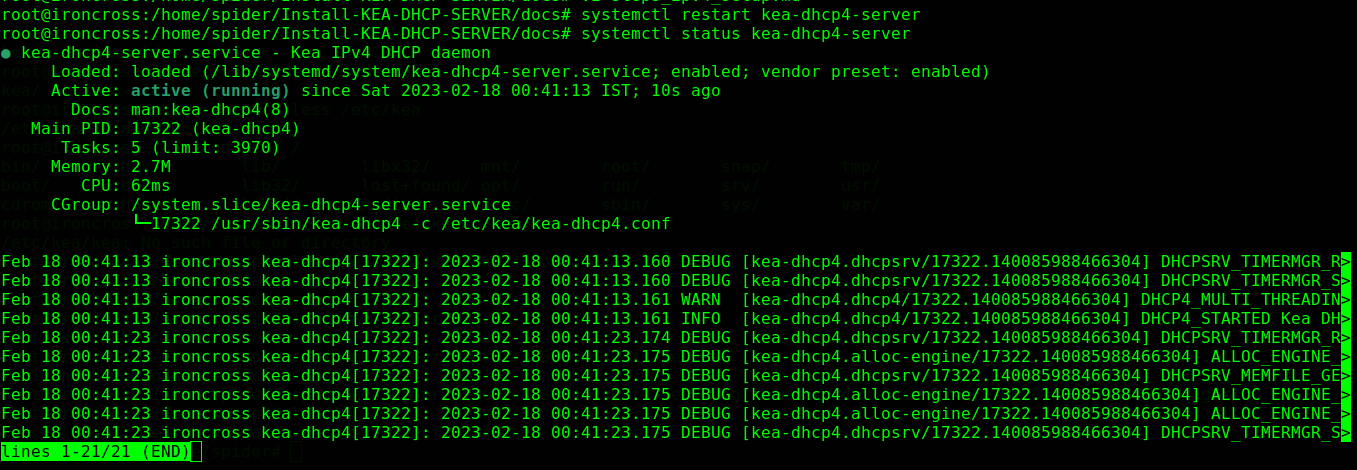 root@ironcross:/home/spider/Install-KEA-DHCP-SERVER/docs# systemctl restart kea-dhcp4-server
root@ironcross:/home/spider/Install-KEA-DHCP-SERVER/docs# systemctl status kea-dhcp4-server
● kea-dhcp4-server.service - Kea IPv4 DHCP daemon
Loaded: loaded (/lib/systemd/system/kea-dhcp4-server.service; enabled; vendor preset: enabled)
Active: active (running) since Sat 2023-02-18 00:41:13 IST; 10s ago
Docs: man:kea-dhcp4(8)
Main PID: 17322 (kea-dhcp4)
Tasks: 5 (limit: 3970)
Memory: 2.7M
CPU: 62ms
CGroup: /system.slice/kea-dhcp4-server.service
└─17322 /usr/sbin/kea-dhcp4 -c /etc/kea/kea-dhcp4.conf
Feb 18 00:41:13 ironcross kea-dhcp4[17322]: 2023-02-18 00:41:13.160 DEBUG [kea-dhcp4.dhcpsrv/17322.140085988466304] DHCPSRV_TIMERMGR_R>
Feb 18 00:41:13 ironcross kea-dhcp4[17322]: 2023-02-18 00:41:13.160 DEBUG [kea-dhcp4.dhcpsrv/17322.140085988466304] DHCPSRV_TIMERMGR_S>
Feb 18 00:41:13 ironcross kea-dhcp4[17322]: 2023-02-18 00:41:13.161 WARN  [kea-dhcp4.dhcp4/17322.140085988466304] DHCP4_MULTI_THREADIN>
Feb 18 00:41:13 ironcross kea-dhcp4[17322]: 2023-02-18 00:41:13.161 INFO  [kea-dhcp4.dhcp4/17322.140085988466304] DHCP4_STARTED Kea DH>
Feb 18 00:41:23 ironcross kea-dhcp4[17322]: 2023-02-18 00:41:23.174 DEBUG [kea-dhcp4.dhcpsrv/17322.140085988466304] DHCPSRV_TIMERMGR_R>
Feb 18 00:41:23 ironcross kea-dhcp4[17322]: 2023-02-18 00:41:23.175 DEBUG [kea-dhcp4.alloc-engine/17322.140085988466304] ALLOC_ENGINE_>
Feb 18 00:41:23 ironcross kea-dhcp4[17322]: 2023-02-18 00:41:23.175 DEBUG [kea-dhcp4.dhcpsrv/17322.140085988466304] DHCPSRV_MEMFILE_GE>
Feb 18 00:41:23 ironcross kea-dhcp4[17322]: 2023-02-18 00:41:23.175 DEBUG [kea-dhcp4.alloc-engine/17322.140085988466304] ALLOC_ENGINE_>
Feb 18 00:41:23 ironcross kea-dhcp4[17322]: 2023-02-18 00:41:23.175 DEBUG [kea-dhcp4.alloc-engine/17322.140085988466304] ALLOC_ENGINE_>
Feb 18 00:41:23 ironcross kea-dhcp4[17322]: 2023-02-18 00:41:23.175 DEBUG [kea-dhcp4.dhcpsrv/17322.140085988466304] DHCPSRV_TIMERMGR_S>
lines 1-21/21 (END)